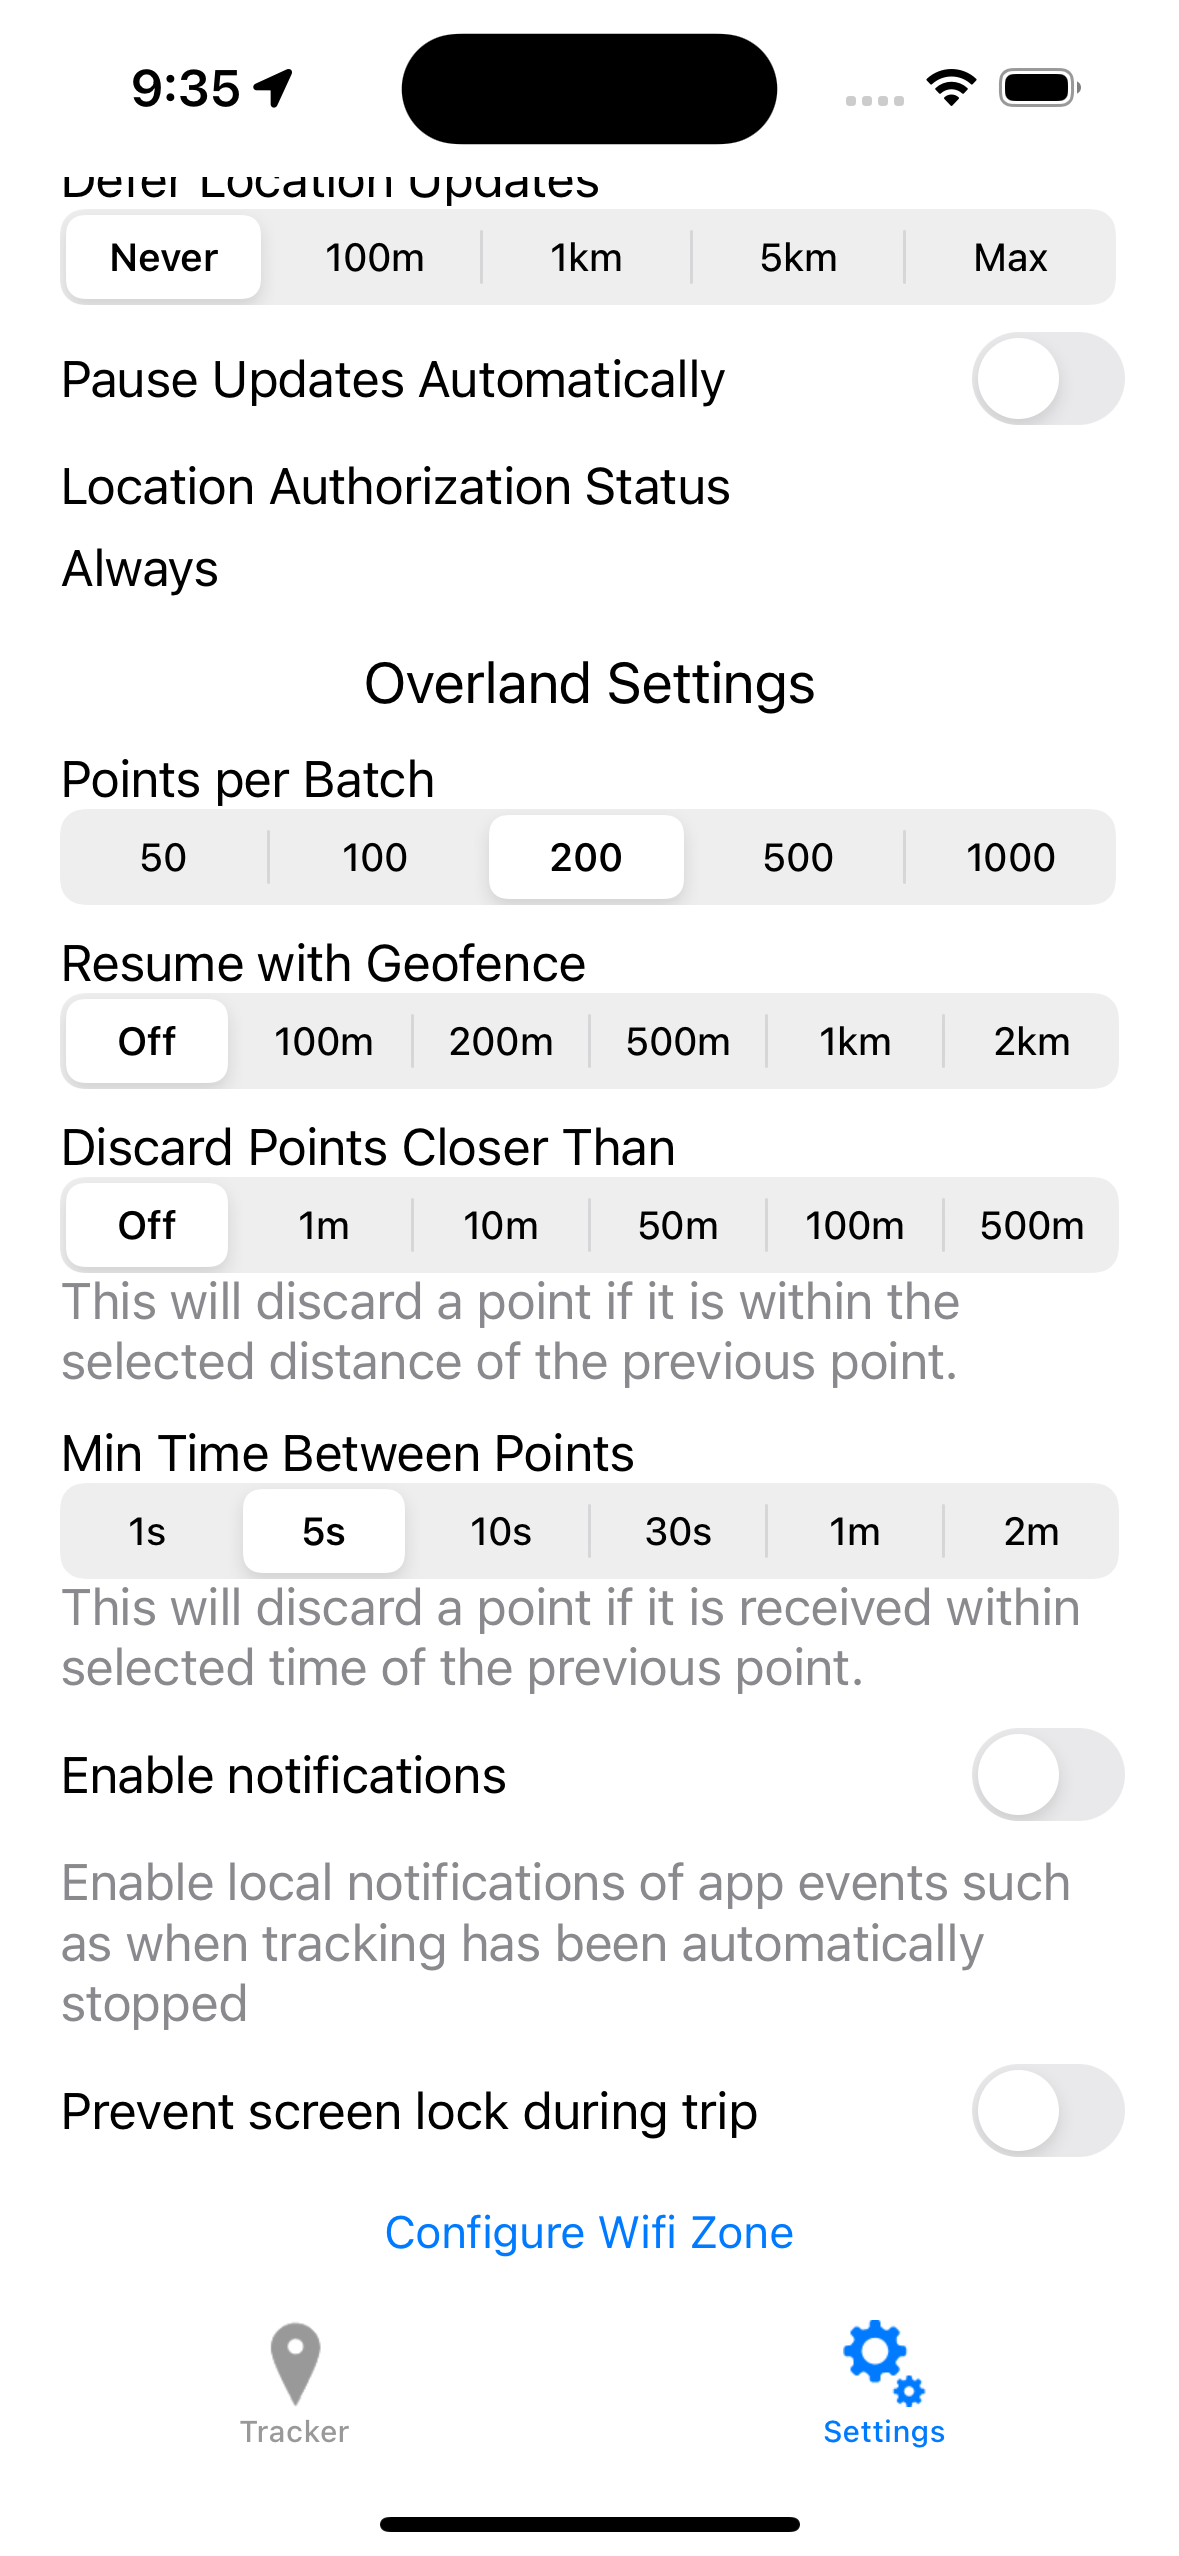 9:35
Defer Location Updates
Never 100m 1km 5km Max
Pause Updates Automatically
Location Authorization Status
Always
Overland Settings
Points per Batch
50 100 200 500 1000
Resume with Geofence
Off 100m 200m 500m 1km 2km
Discard Points Closer Than
Off 1m 10m 50m 100m 500m
This will discard a point if it is within the
selected distance of the previous point.
Min Time Between Points
1s 5s 10s 30s 1m 2m
This will discard a point if it is received within
selected time of the previous point.
Enable notifications
Enable local notifications of app events such
as when tracking has been automatically
stopped
Prevent screen lock during trip
Configure Wifi Zone
Tracker Settings